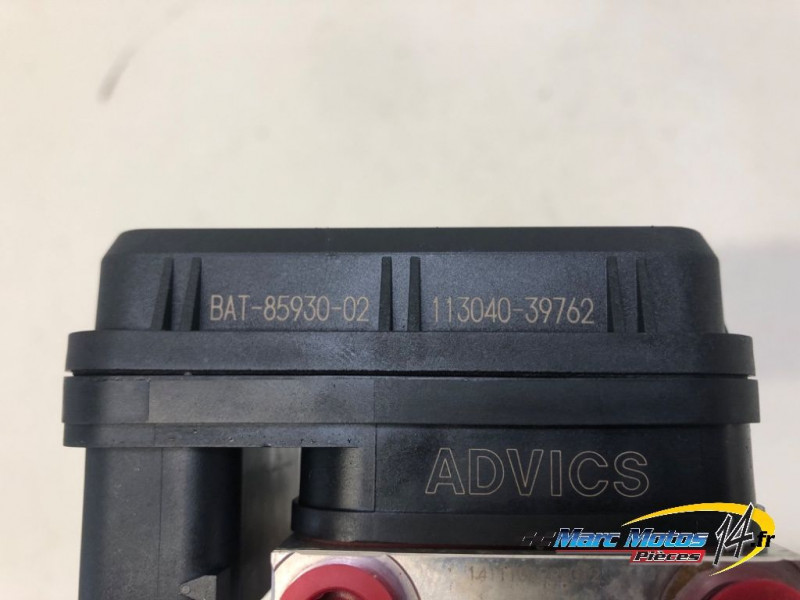 BAT-85930-02 113040-39762
ADVICS
Marc Motos 14.fr
Pièces